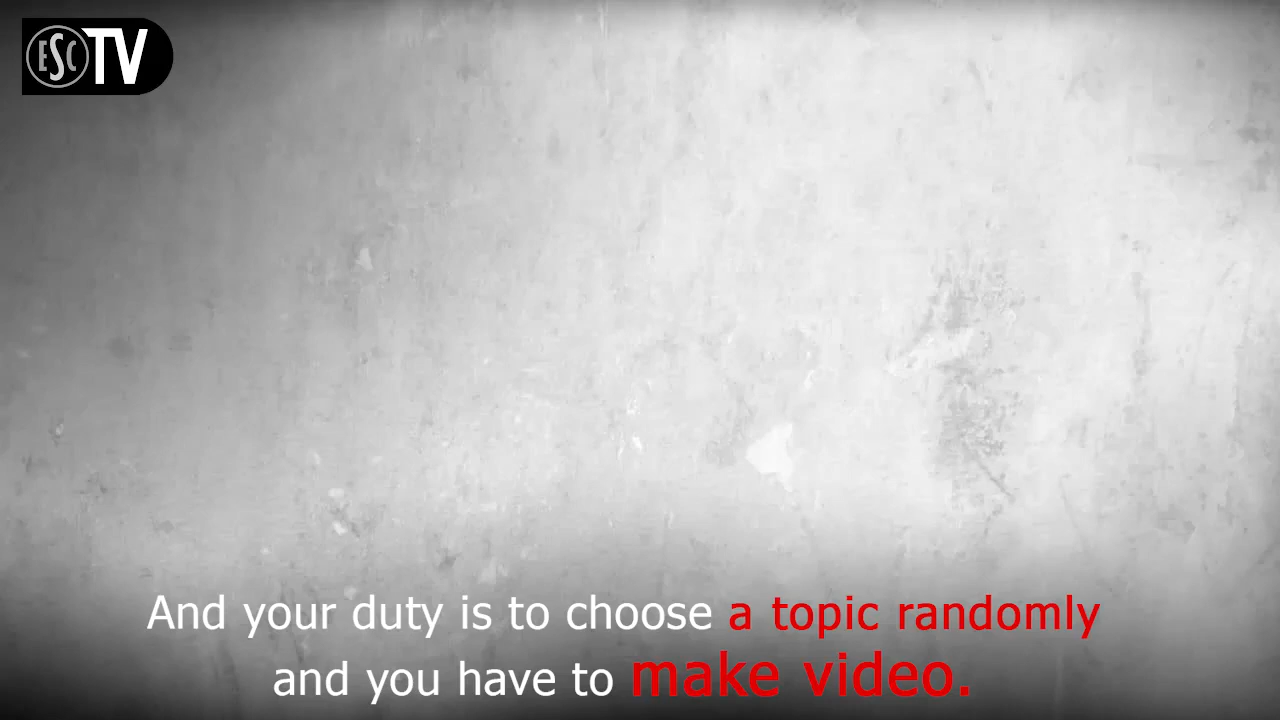 ESC TV
And your duty is to choose a topic randomly
and you have to make video.